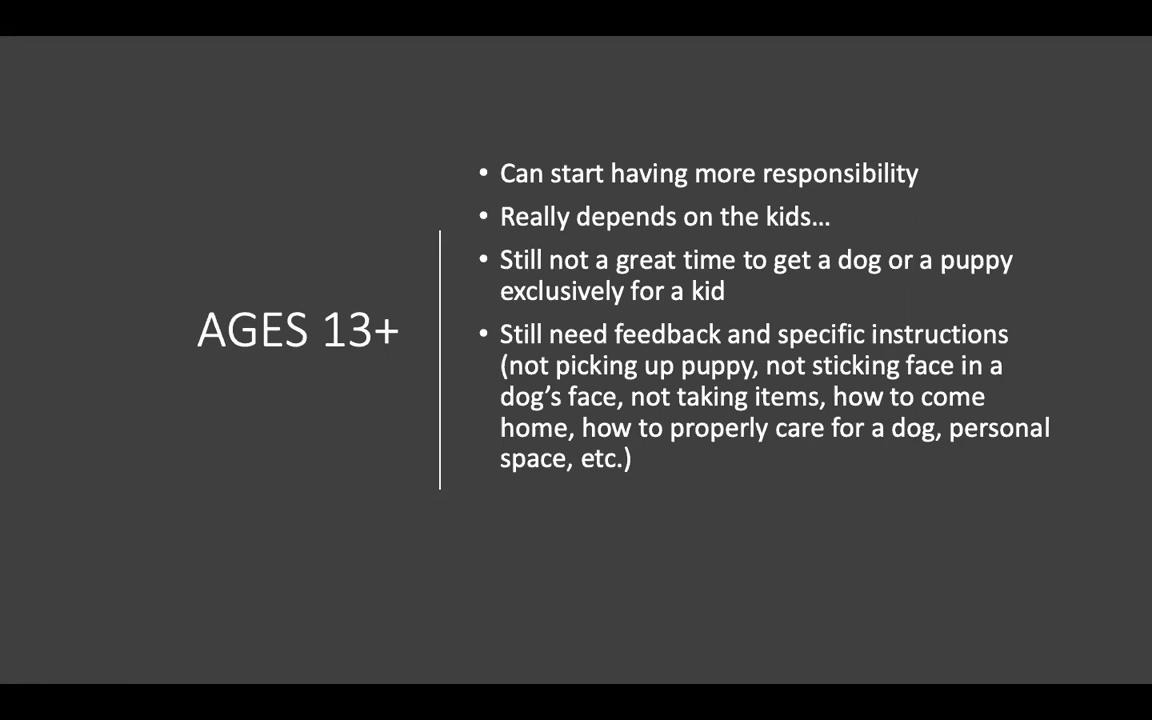 AGES 13+
• Can start having more responsibility
• Really depends on the kids…
• Still not a great time to get a dog or a puppy
exclusively for a kid
• Still need feedback and specific instructions
(not picking up puppy, not sticking face in a
dog’s face, not taking items, how to come
home, how to properly care for a dog, personal
space, etc.)